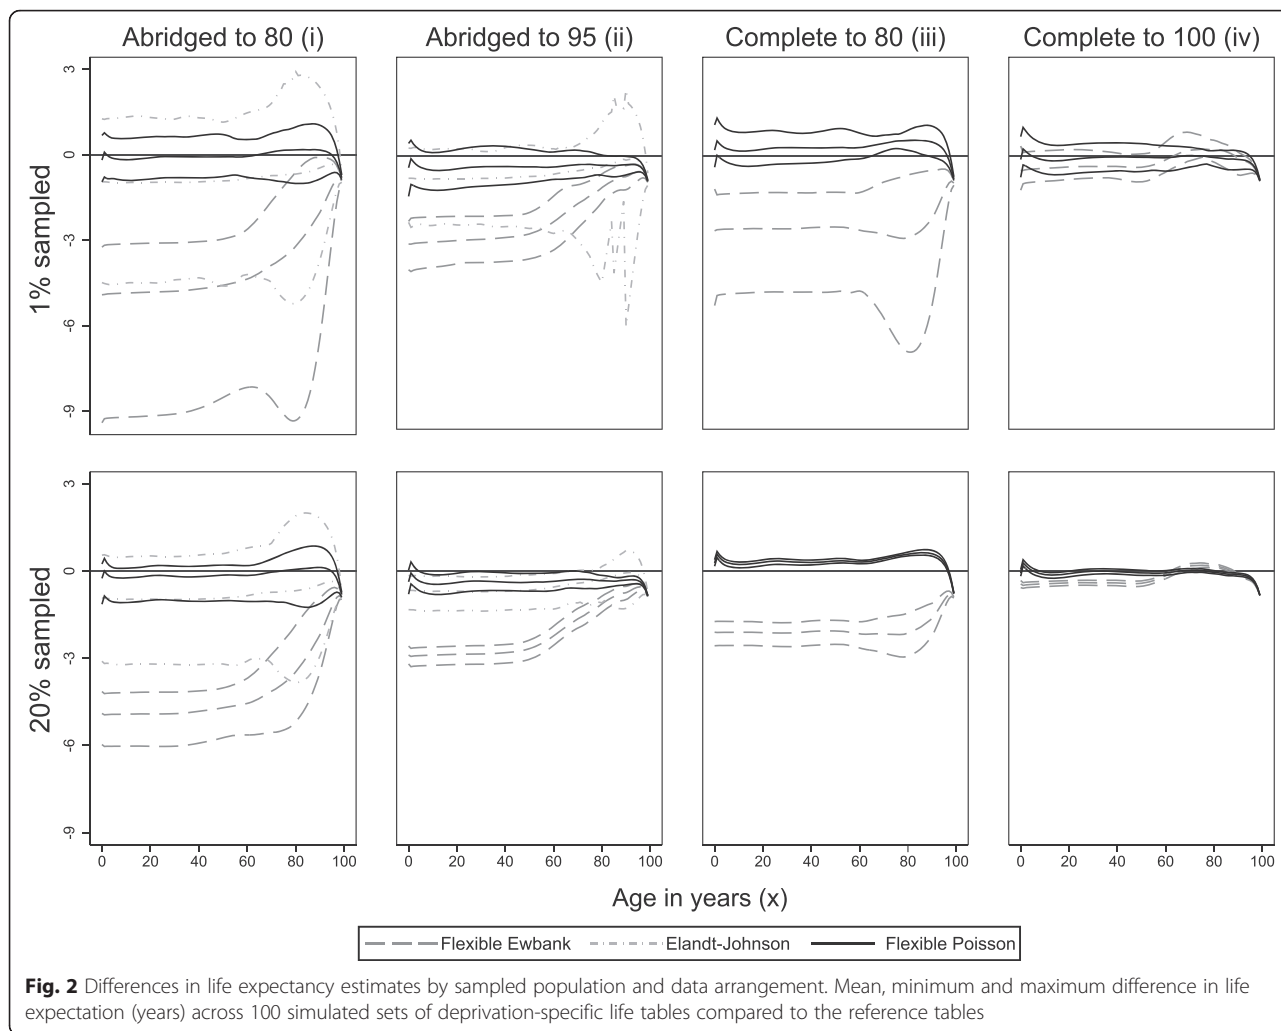 Abridged to 80 (i)
Abridged to 95 (ii)
Complete to 80 (iii)
Complete to 100 (iv)
1% sampled
3
0
-3
-6
-9
20% sampled
3
0
-3
-6
-9
0 20 40 60 80 100
0 20 40 60 80 100
0 20 40 60 80 100
0 20 40 60 80 100
Age in years (x)
Flexible Ewbank Elandt-Johnson Flexible Poisson
Fig. 2 Differences in life expectancy estimates by sampled population and data arrangement. Mean, minimum and maximum difference in life
expectation (years) across 100 simulated sets of deprivation-specific life tables compared to the reference tables